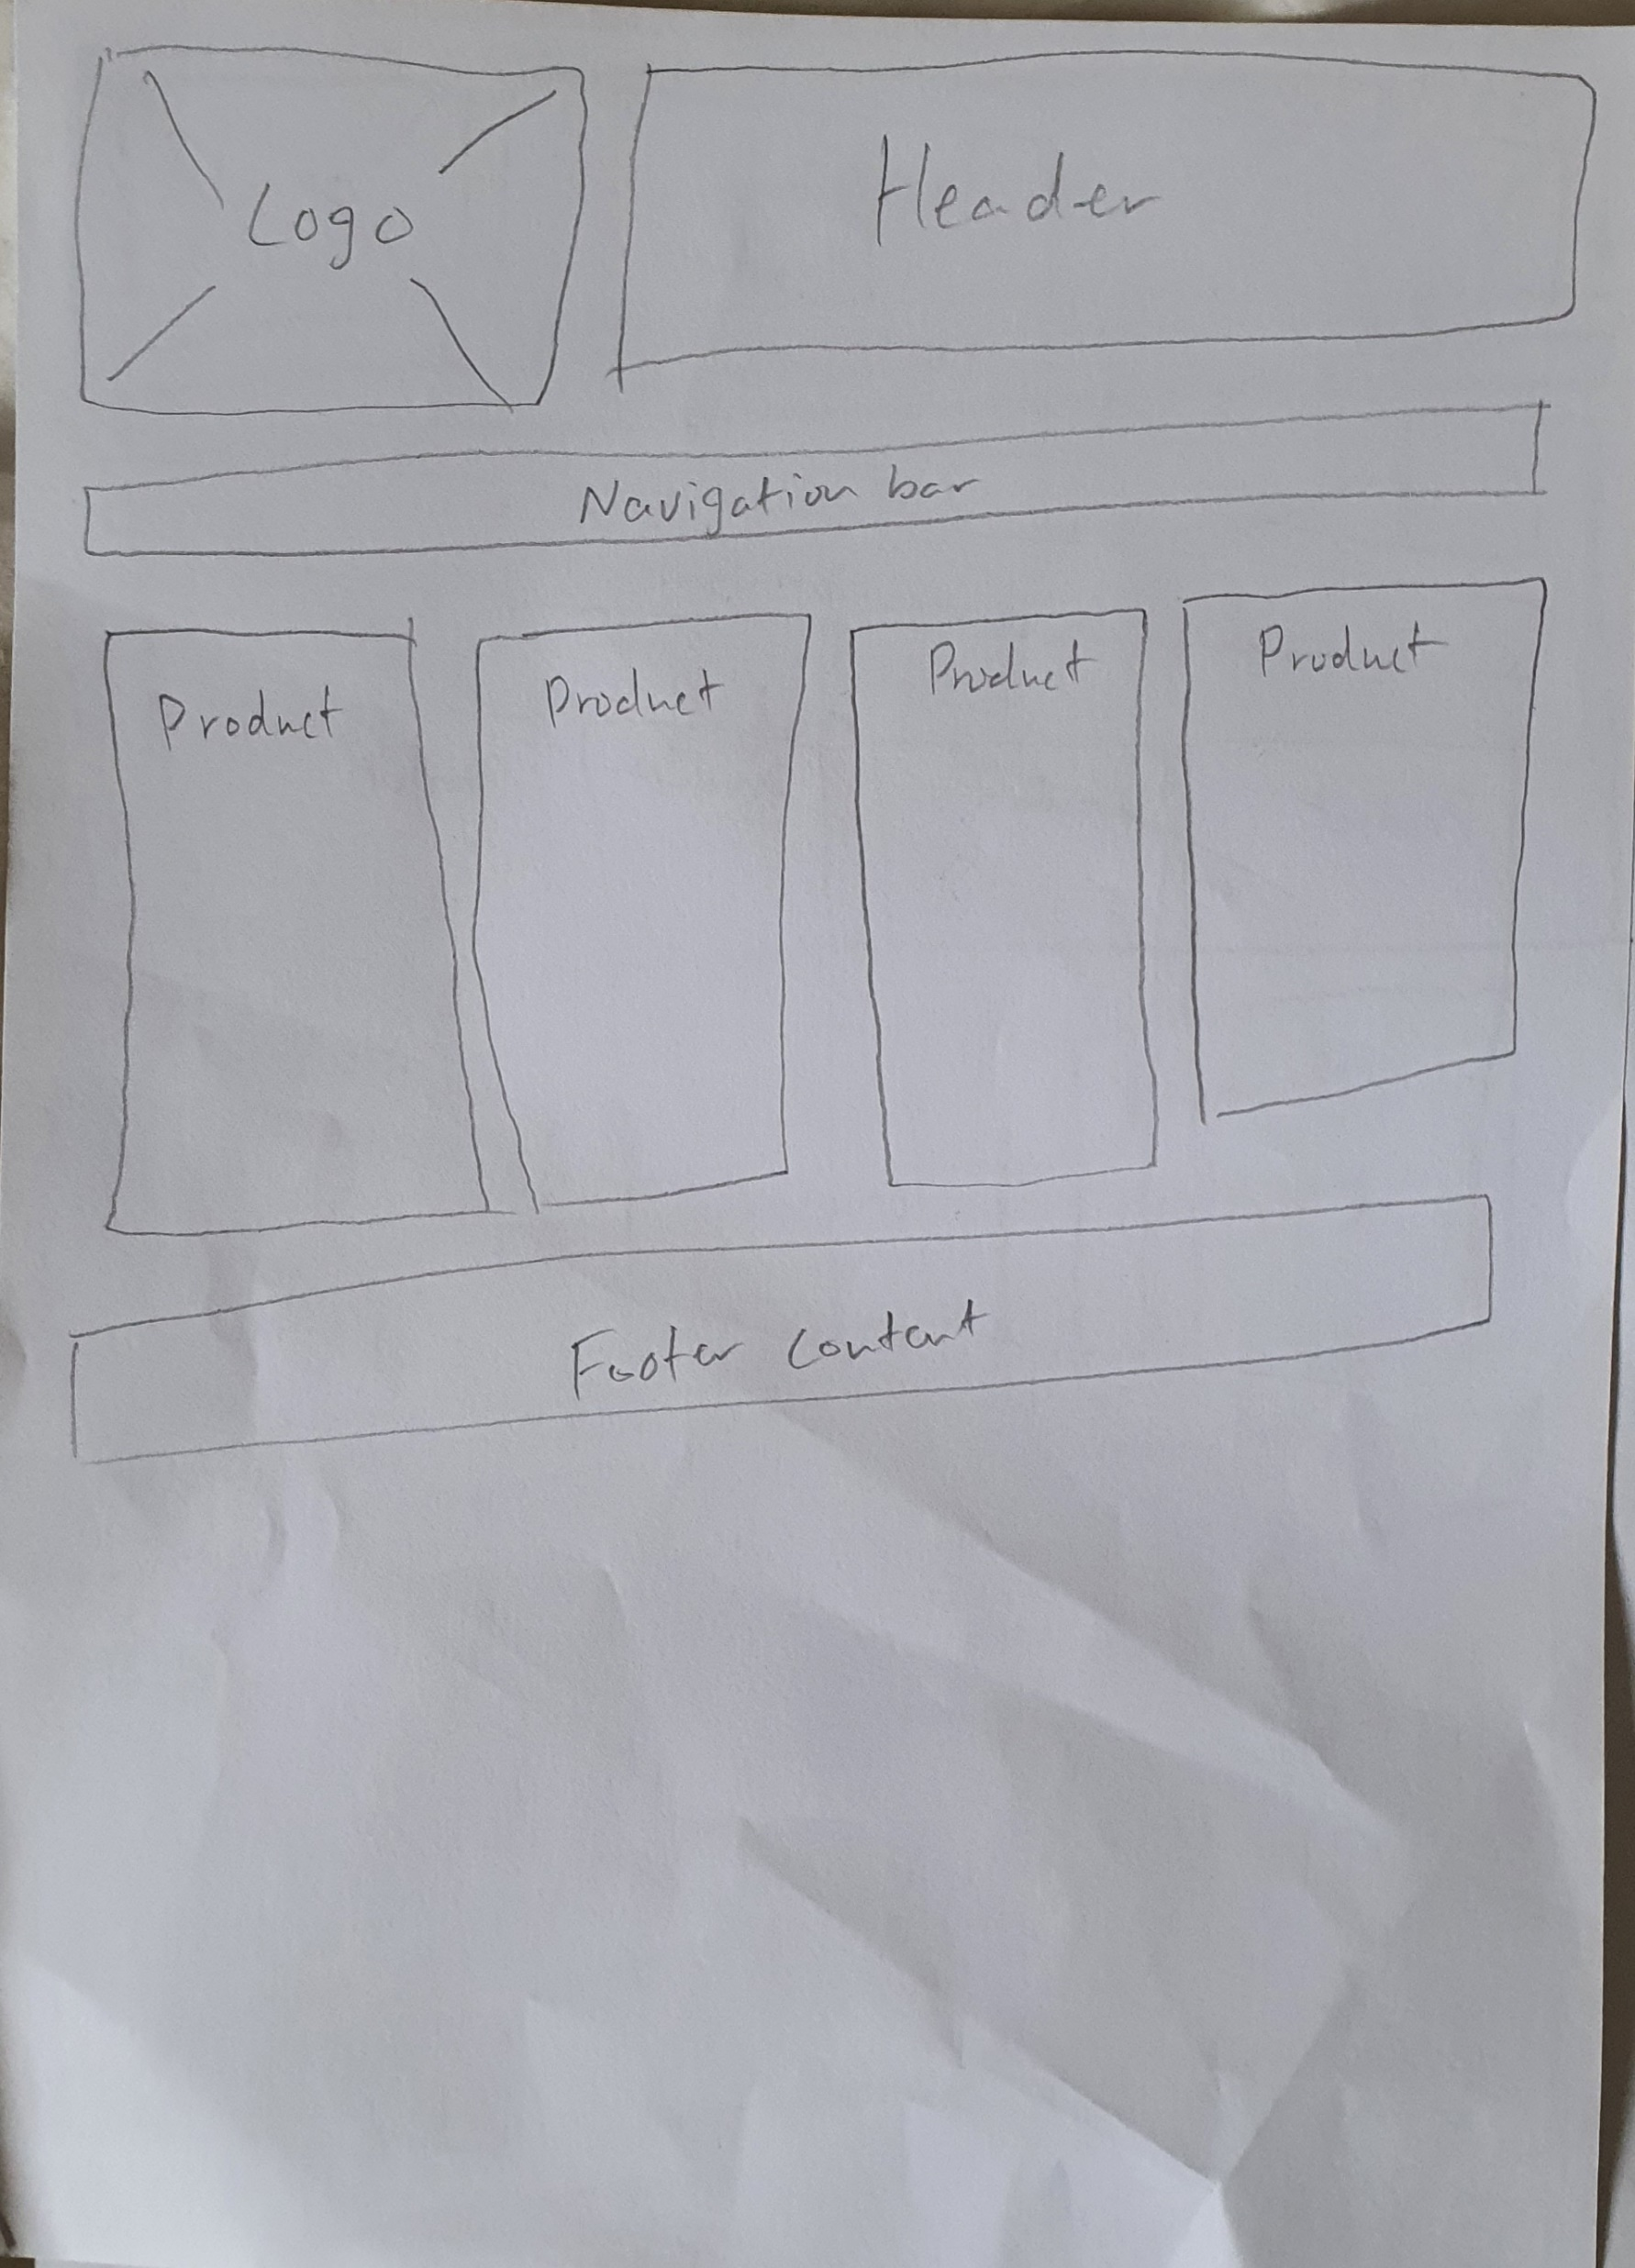 Logo
Header
Navigation bar
Product
Product
Product
Product
Footer content